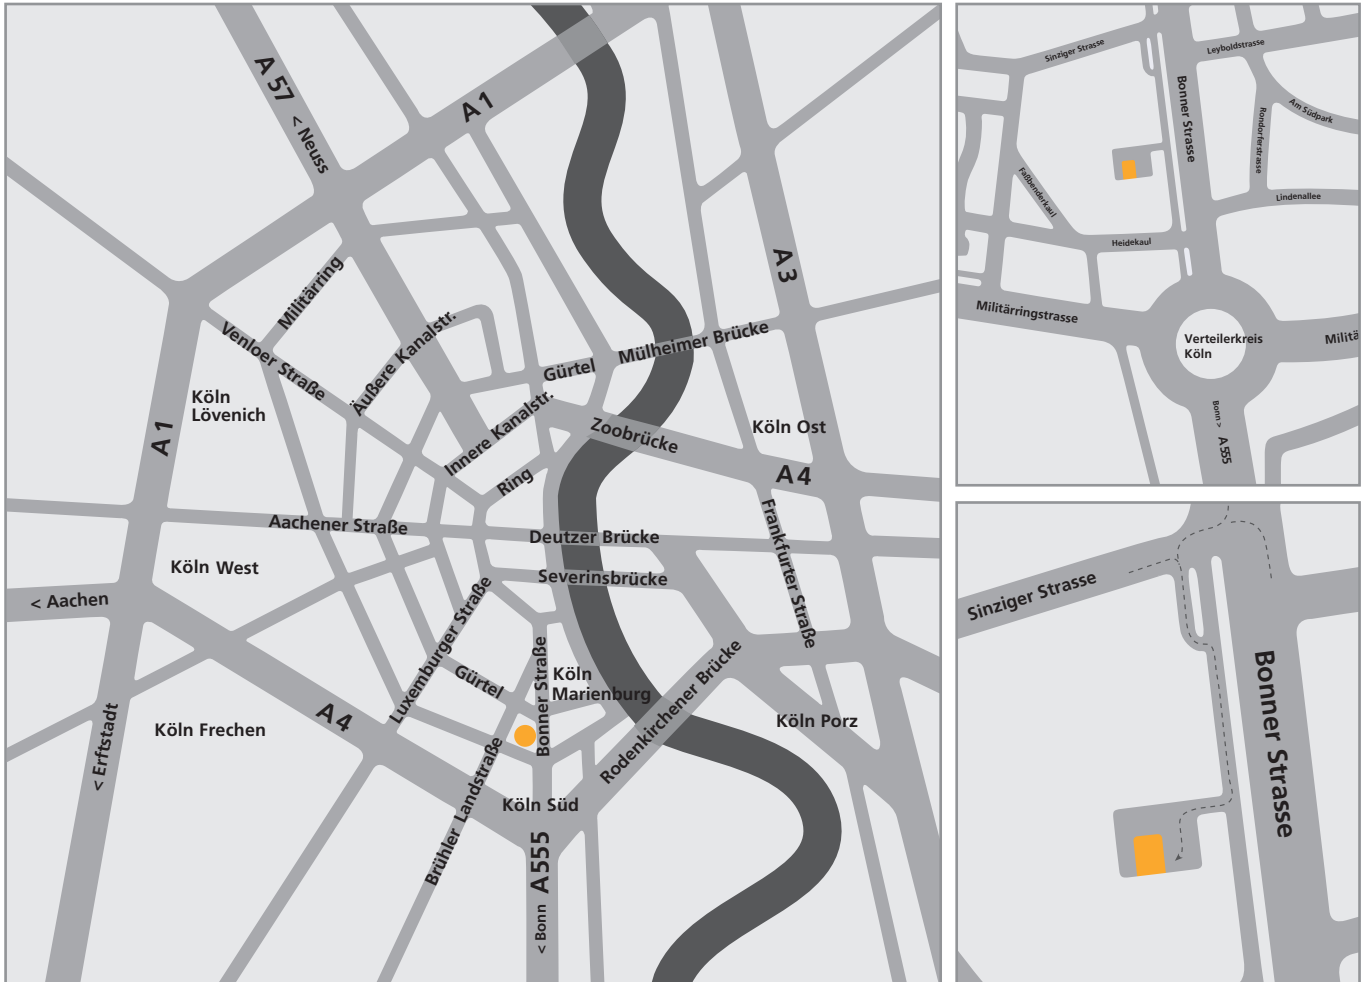 A 57
< Neuss
A 1
A 3
Militärring
Venloer Straße
Äußere Kanalstr.
Gürtel
Mülheimer Brücke
Köln
Lövenich
A 1
Innere Kanalstr.
Zoobrücke
Köln Ost
A 4
Ring
Aachener Straße
Deutzer Brücke
Frankfurter Straße
Köln West
Severinsbrücke
< Aachen
Luxemburger Straße
Gürtel
Bonner Straße
Köln
Marienburg
Rodenkirchener Brücke
Köln Porz
A 4
Köln Frechen
< Erftstadt
Brühler Landstraße
Köln Süd
A 555
< Bonn
Sinziger Strasse
Leyboldstrasse
Bonner Strasse
Am Südpark
Rondorferstrasse
Faßbenderkaul
Lindenallee
Heidekaul
Militärringstrasse
Verteilerkreis
Köln
Militä
Bonn >
A 555
Sinziger Strasse
Bonner Strasse